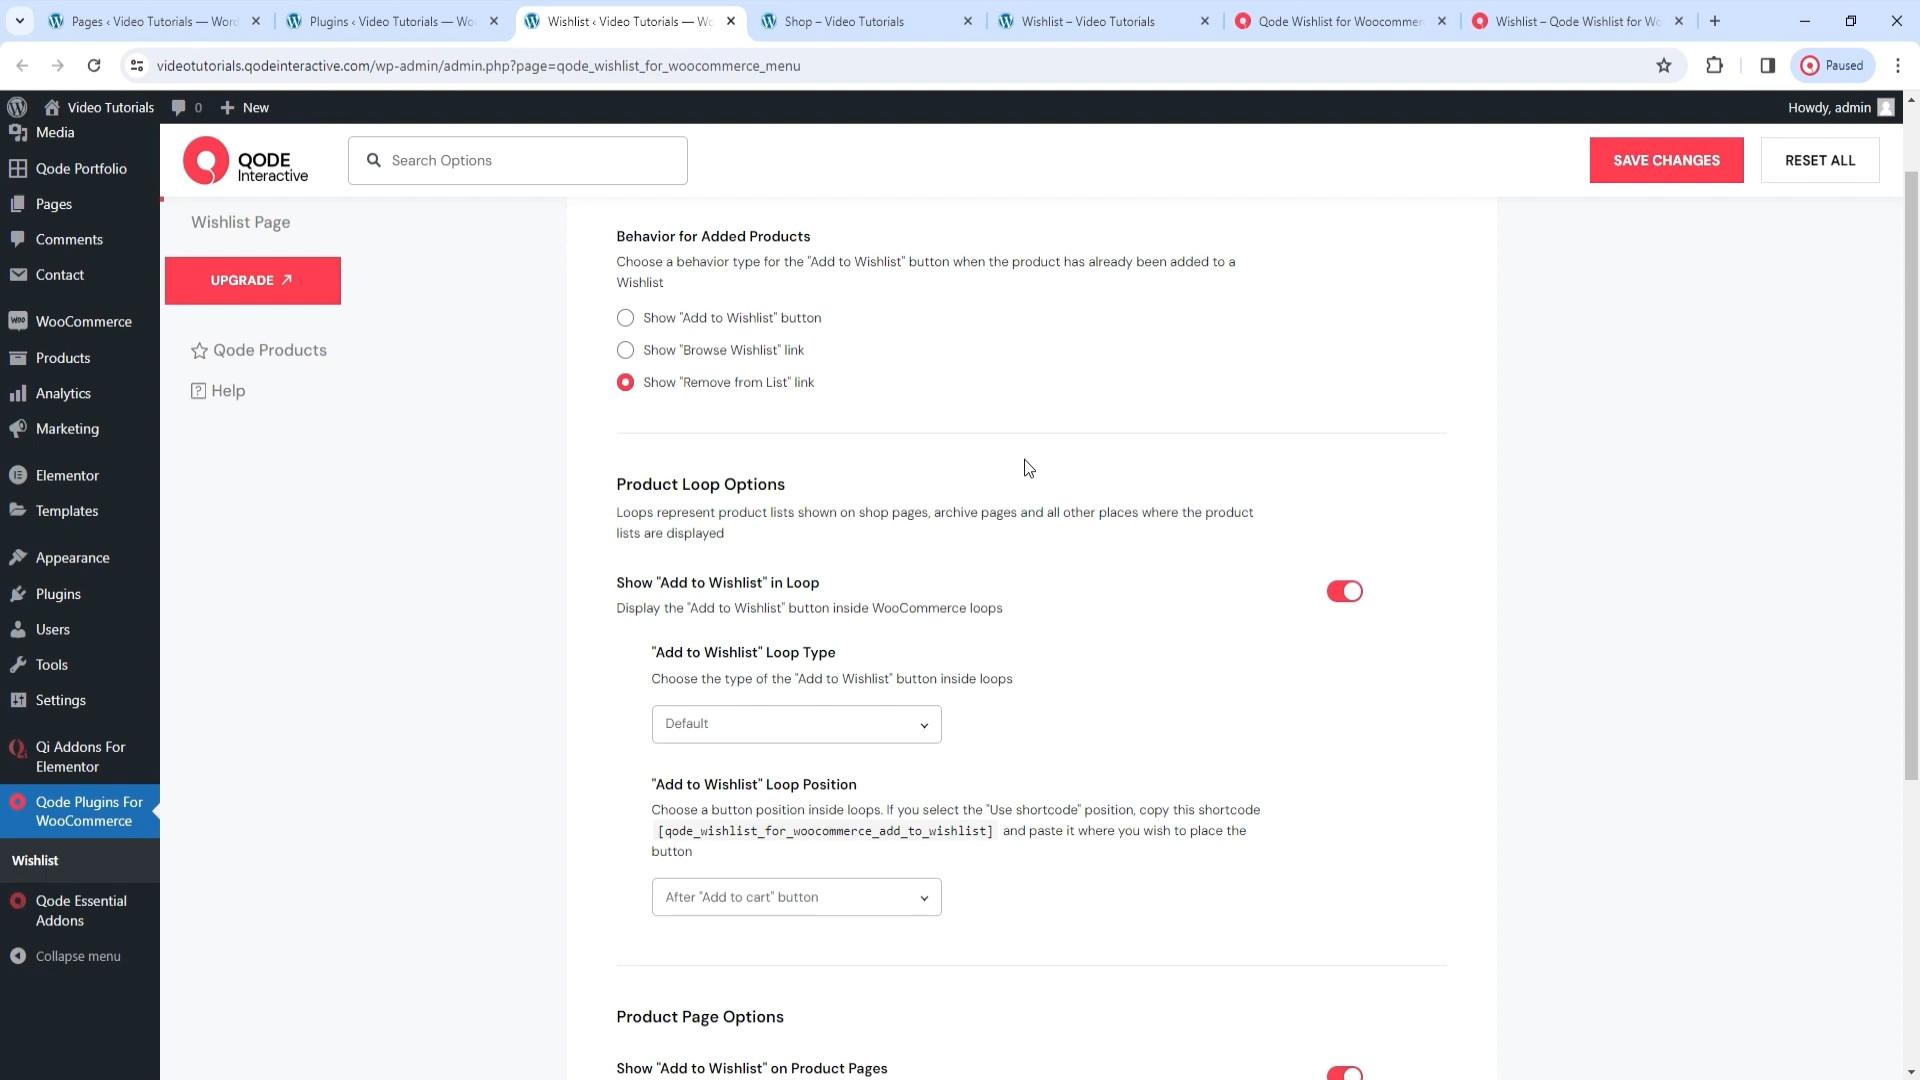 Pages ‹ Video Tutorials — Word
Plugins ‹ Video Tutorials — Wo
Wishlist ‹ Video Tutorials — Wo
Shop – Video Tutorials
Wishlist – Video Tutorials
Qode Wishlist for Woocommer
Wishlist – Qode Wishlist for Wo
videotutorials.qodeinteractive.com/wp-admin/admin.php?page=qode_wishlist_for_woocommerce_menu
Paused
Video Tutorials
0
New
Howdy, admin
Media
Qode Portfolio
Pages
Comments
Contact
WooCommerce
Products
Analytics
Marketing
Elementor
Templates
Appearance
Plugins
Users
Tools
Settings
Qi Addons For
Elementor
Qode Plugins For
WooCommerce
Wishlist
Qode Essential
Addons
Collapse menu
QODE
Interactive
Search Options
SAVE CHANGES
RESET ALL
Wishlist Page
UPGRADE
Qode Products
Help
Behavior for Added Products
Choose a behavior type for the "Add to Wishlist" button when the product has already been added to a
Wishlist
Show "Add to Wishlist" button
Show "Browse Wishlist" link
Show "Remove from List" link
Product Loop Options
Loops represent product lists shown on shop pages, archive pages and all other places where the product
lists are displayed
Show "Add to Wishlist" in Loop
Display the "Add to Wishlist" button inside WooCommerce loops
"Add to Wishlist" Loop Type
Choose the type of the "Add to Wishlist" button inside loops
Default
"Add to Wishlist" Loop Position
Choose a button position inside loops. If you select the "Use shortcode" position, copy this shortcode
[qode_wishlist_for_woocommerce_add_to_wishlist] and paste it where you wish to place the
button
After "Add to cart" button
Product Page Options
Show "Add to Wishlist" on Product Pages